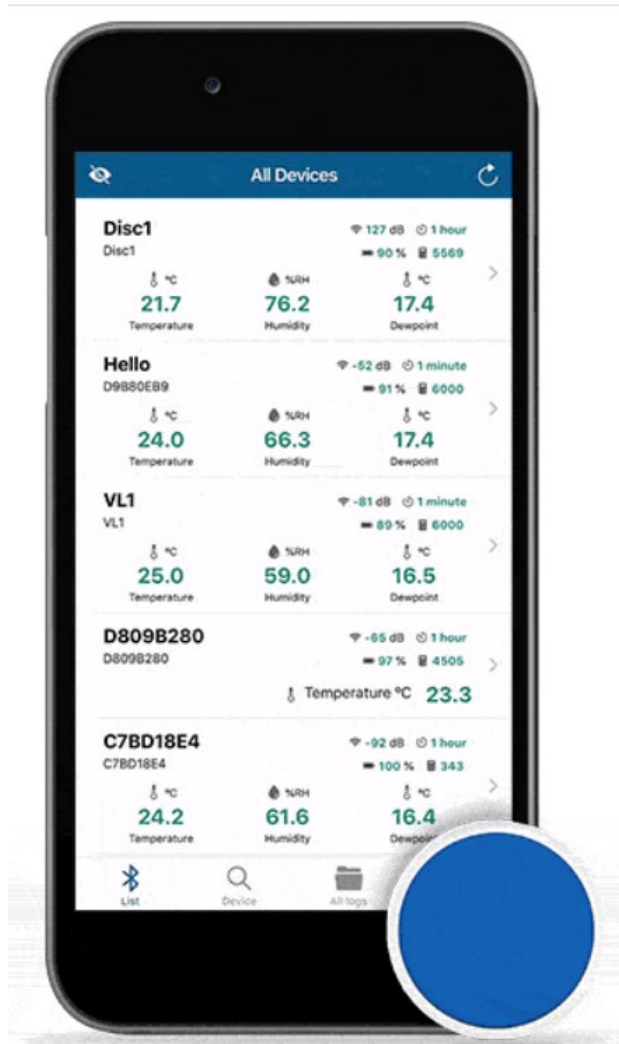 All Devices
Disc1
127 dB 1 hour
Disc1
90 % 5569
°C %RH °C
21.7 76.2 17.4
Temperature Humidity Dewpoint
Hello
-52 dB 1 minute
D9B80EB9
91 % 6000
°C %RH °C
24.0 66.3 17.4
Temperature Humidity Dewpoint
VL1
-81 dB 1 minute
VL1
89 % 6000
°C %RH °C
25.0 59.0 16.5
Temperature Humidity Dewpoint
D809B280
-65 dB 1 hour
D809B280
97 % 4505
Temperature °C 23.3
C7BD18E4
-92 dB 1 hour
C7BD18E4
100 % 343
°C %RH °C
24.2 61.6 16.4
Temperature Humidity
List Device All logs